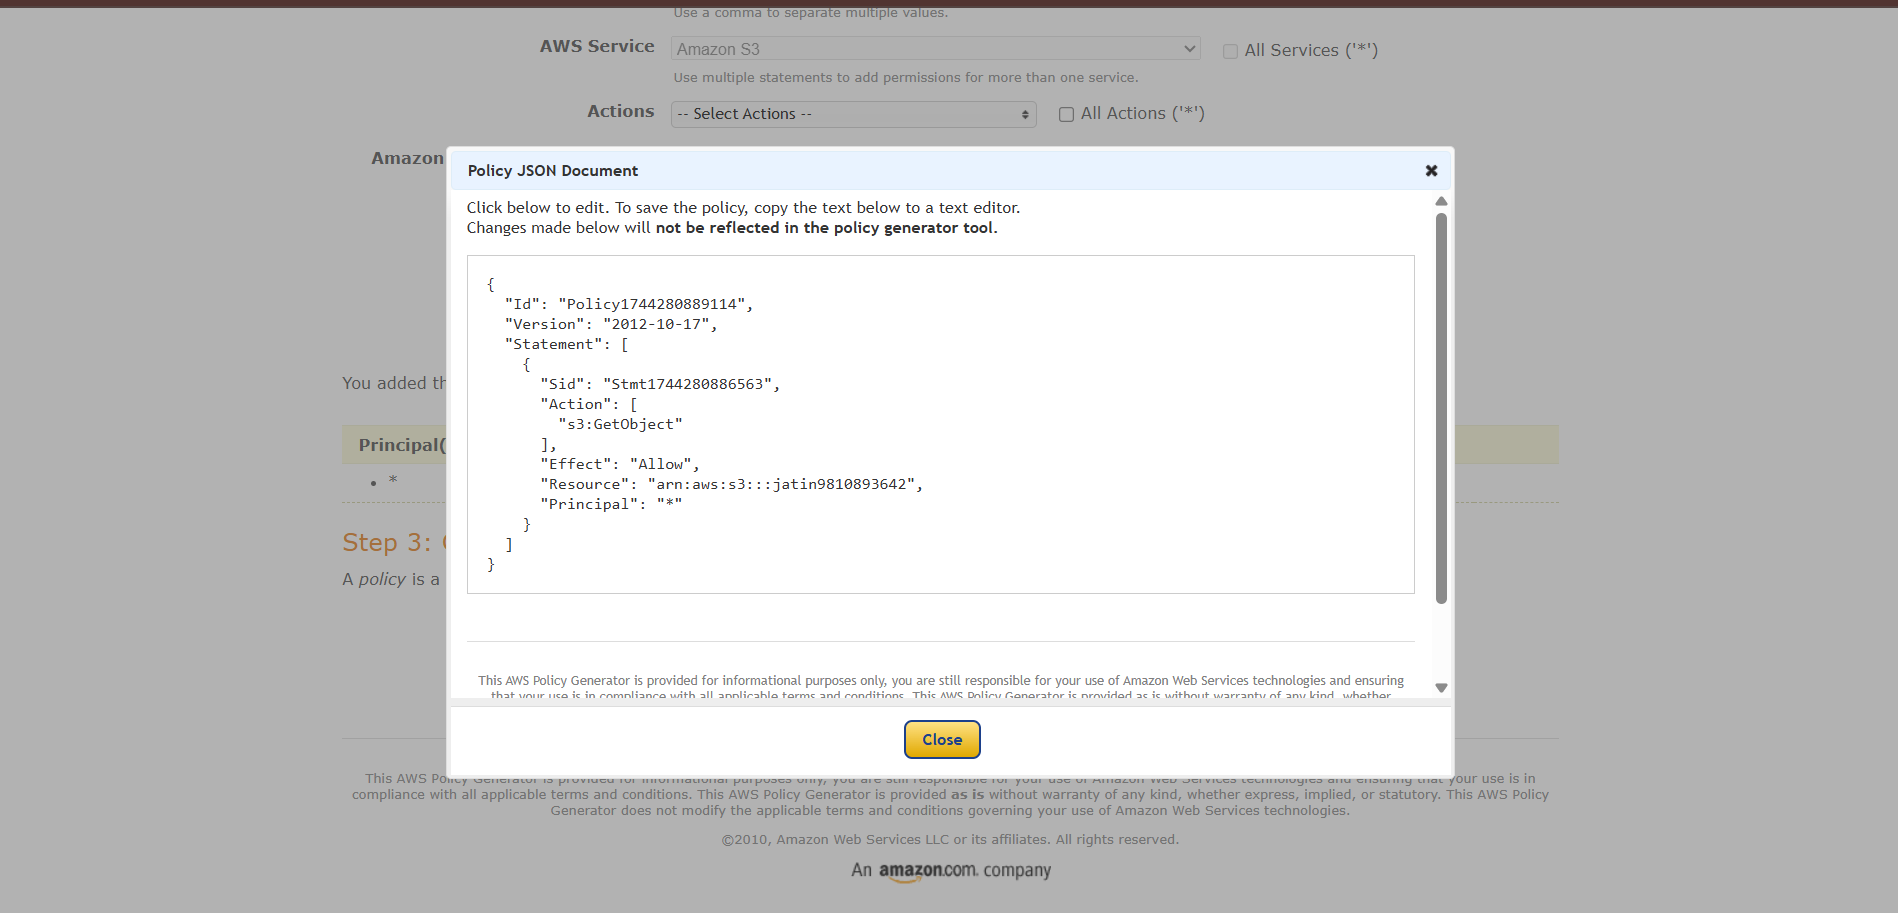 Use a comma to separate multiple values.
AWS Service
Amazon S3
All Services ('*')
Use multiple statements to add permissions for more than one service.
Actions
-- Select Actions --
All Actions ('*')
Amazon
Policy JSON Document
Click below to edit. To save the policy, copy the text below to a text editor.
Changes made below will not be reflected in the policy generator tool.
{
"Id": "Policy1744280889114",
"Version": "2012-10-17",
"Statement": [
{
"Sid": "Stmt1744280886563",
"Action": [
"s3:GetObject"
],
"Effect": "Allow",
"Resource": "arn:aws:s3:::jatin9810893642",
"Principal": "*"
}
]
}
You added th
Principal(
• *
Step 3:
A policy is a
This AWS Policy Generator is provided for informational purposes only, you are still responsible for your use of Amazon Web Services technologies and ensuring
that your use is in compliance with all applicable terms and conditions. This AWS Policy Generator is provided as is without warranty of any kind, whether
Close
This AWS Policy Generator is provided for informational purposes only, you are still responsible for your use of Amazon Web Services technologies and ensuring that your use is in
compliance with all applicable terms and conditions. This AWS Policy Generator is provided as is without warranty of any kind, whether express, implied, or statutory. This AWS Policy
Generator does not modify the applicable terms and conditions governing your use of Amazon Web Services technologies.
©2010, Amazon Web Services LLC or its affiliates. All rights reserved.
An amazon.com. company